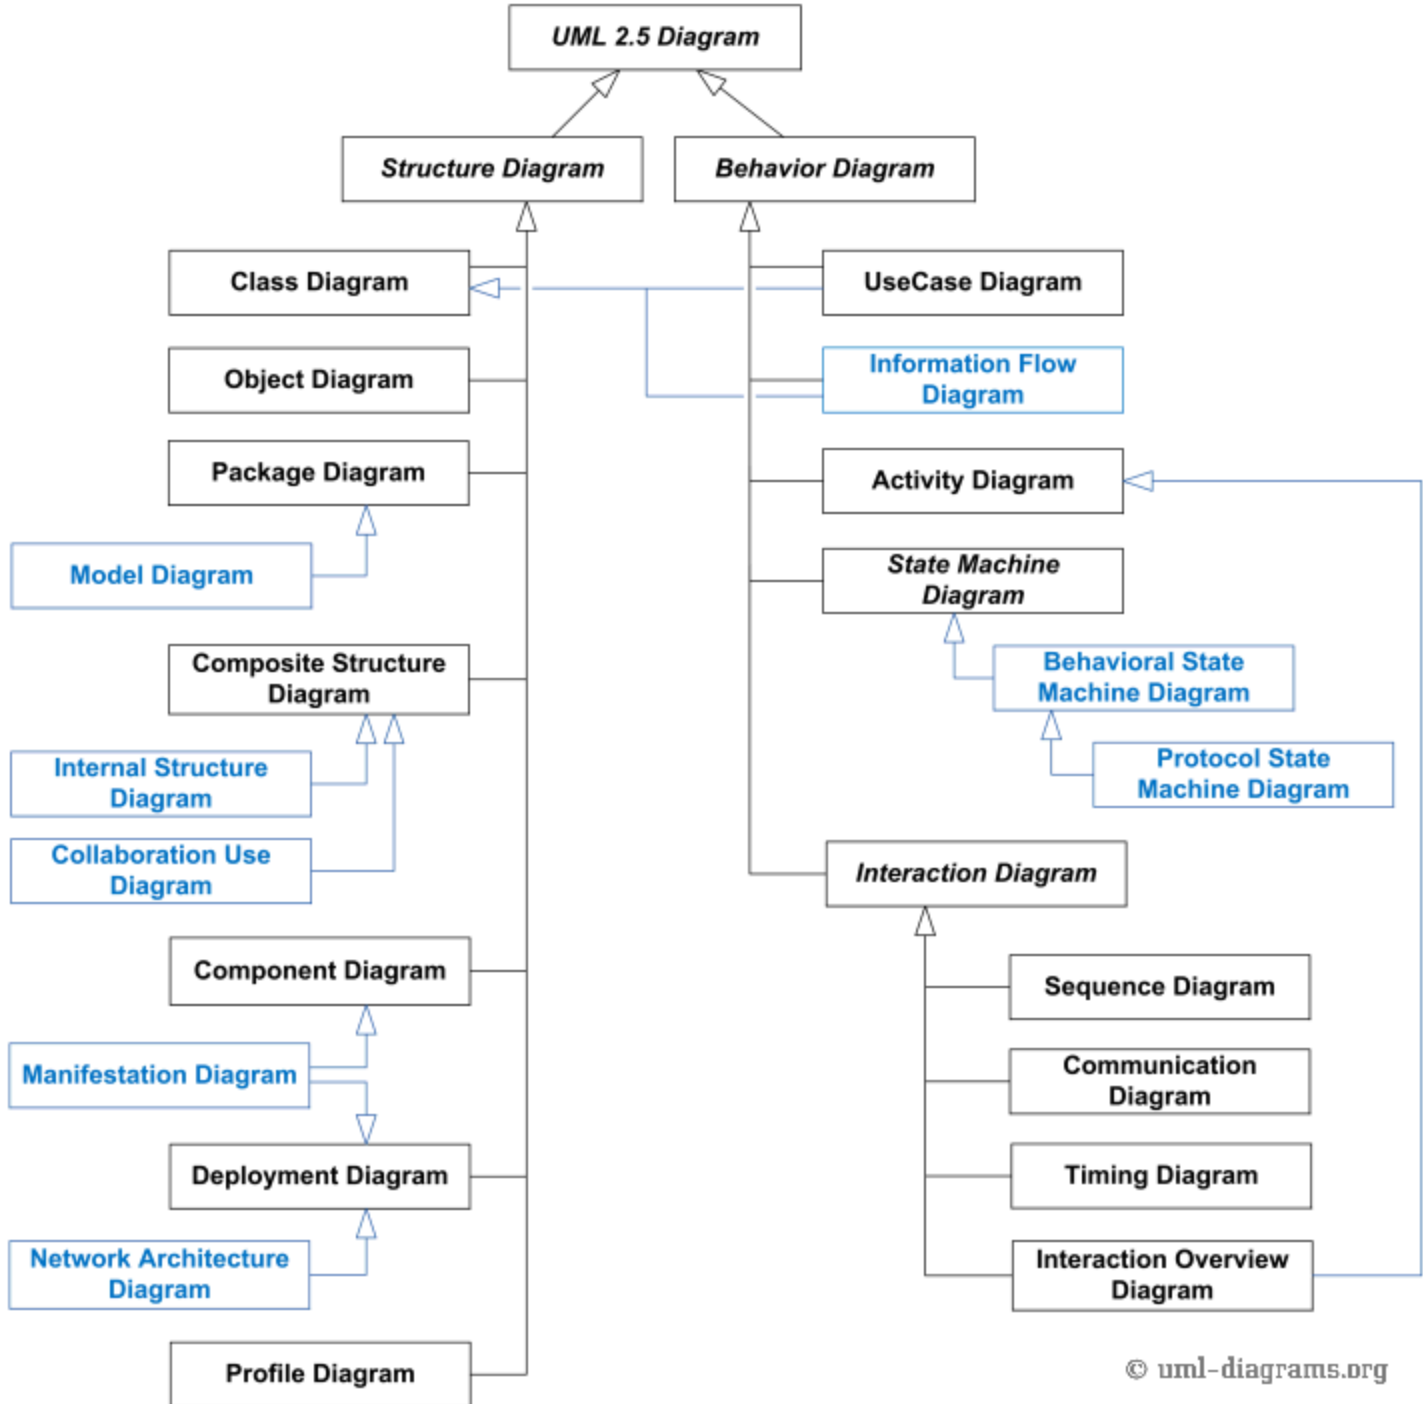 UML 2.5 Diagram
Structure Diagram
Behavior Diagram
Class Diagram
UseCase Diagram
Object Diagram
Information Flow
Diagram
Package Diagram
Activity Diagram
Model Diagram
State Machine
Diagram
Composite Structure
Diagram
Behavioral State
Machine Diagram
Internal Structure
Diagram
Protocol State
Machine Diagram
Collaboration Use
Diagram
Interaction Diagram
Component Diagram
Sequence Diagram
Manifestation Diagram
Communication
Diagram
Deployment Diagram
Timing Diagram
Network Architecture
Diagram
Interaction Overview
Diagram
Profile Diagram
© uml-diagrams.org